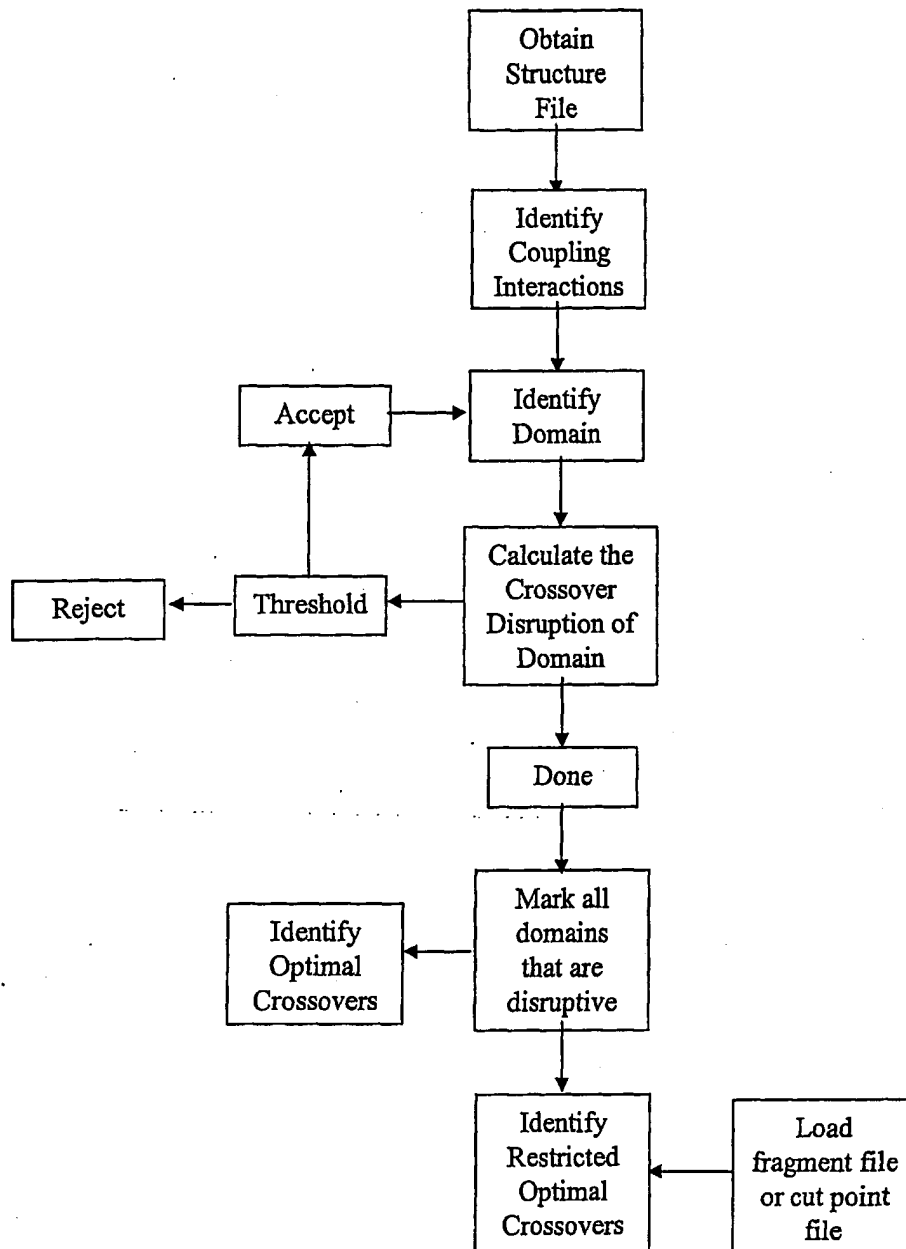 Obtain
Structure
File
Identify
Coupling
Interactions
Accept
Identify
Domain
Reject
Threshold
Calculate the
Crossover
Disruption of
Domain
Done
Identify
Optimal
Crossovers
Mark all
domains
that are
disruptive
Identify
Restricted
Optimal
Crossovers
Load
fragment file
or cut point
file